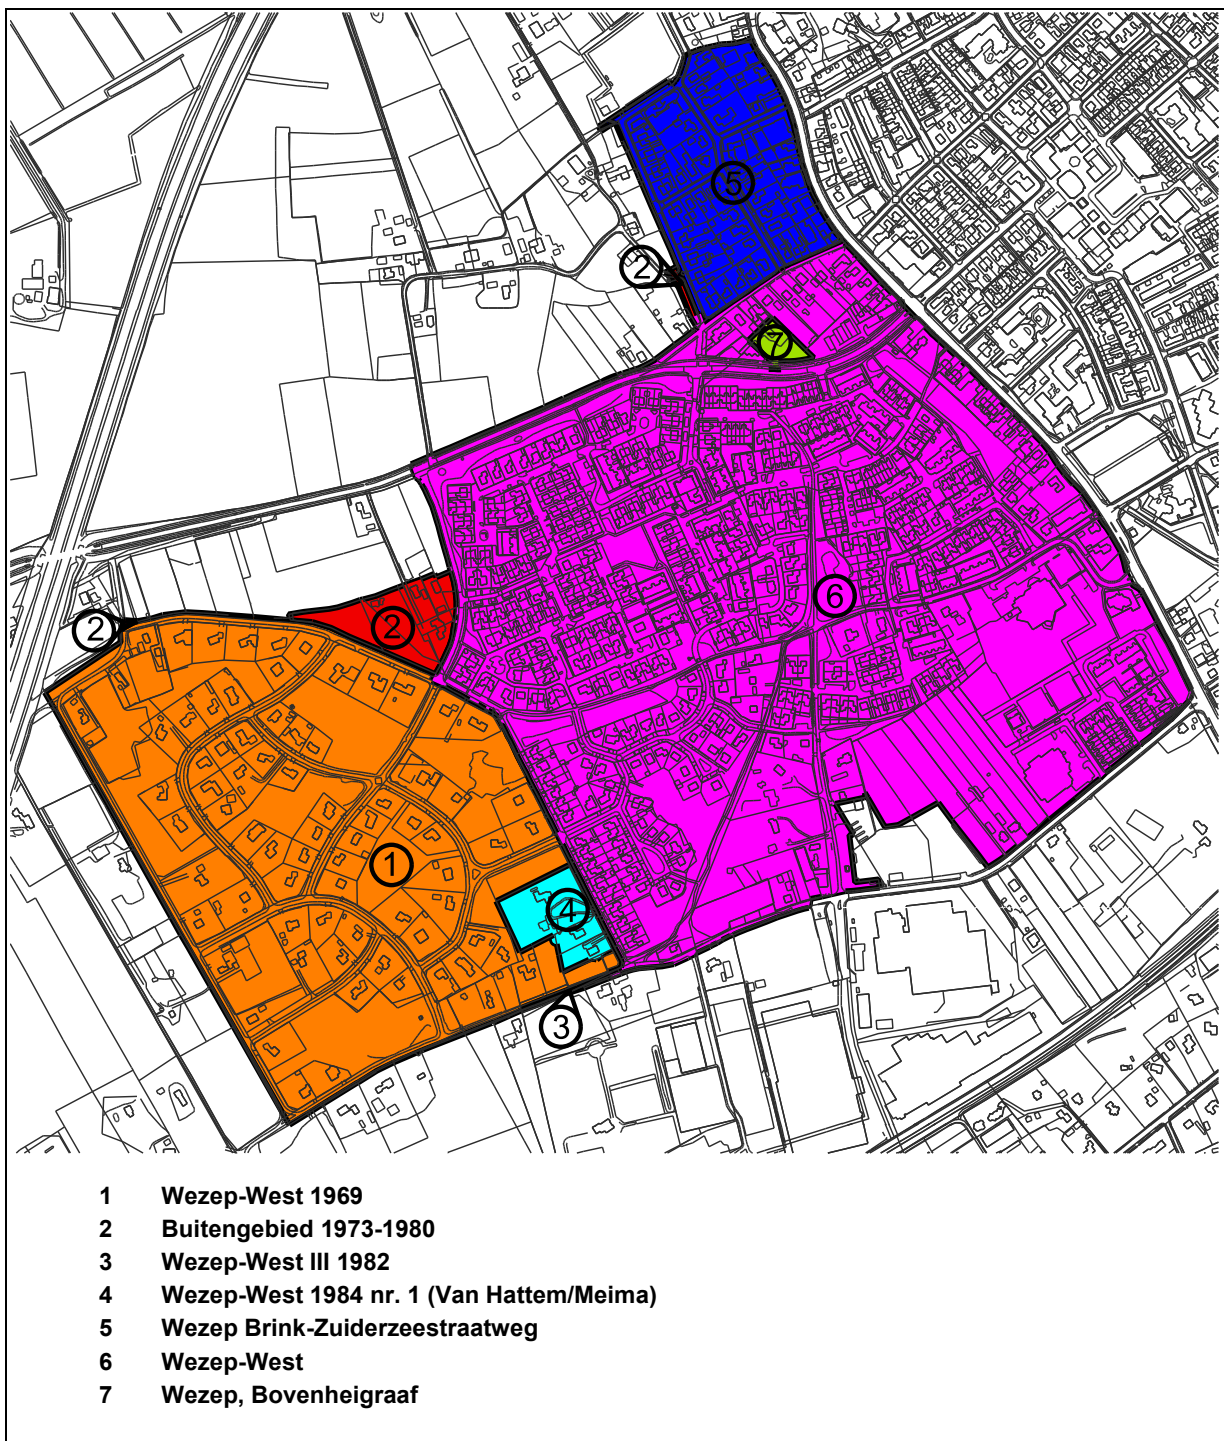 5
2
7
6
2
2
1
4
3
1 Wezep-West 1969
2 Buitengebied 1973-1980
3 Wezep-West III 1982
4 Wezep-West 1984 nr. 1 (Van Hattem/Meima)
5 Wezep Brink-Zuiderzeestraatweg
6 Wezep-West
7 Wezep, Bovenheigraaf